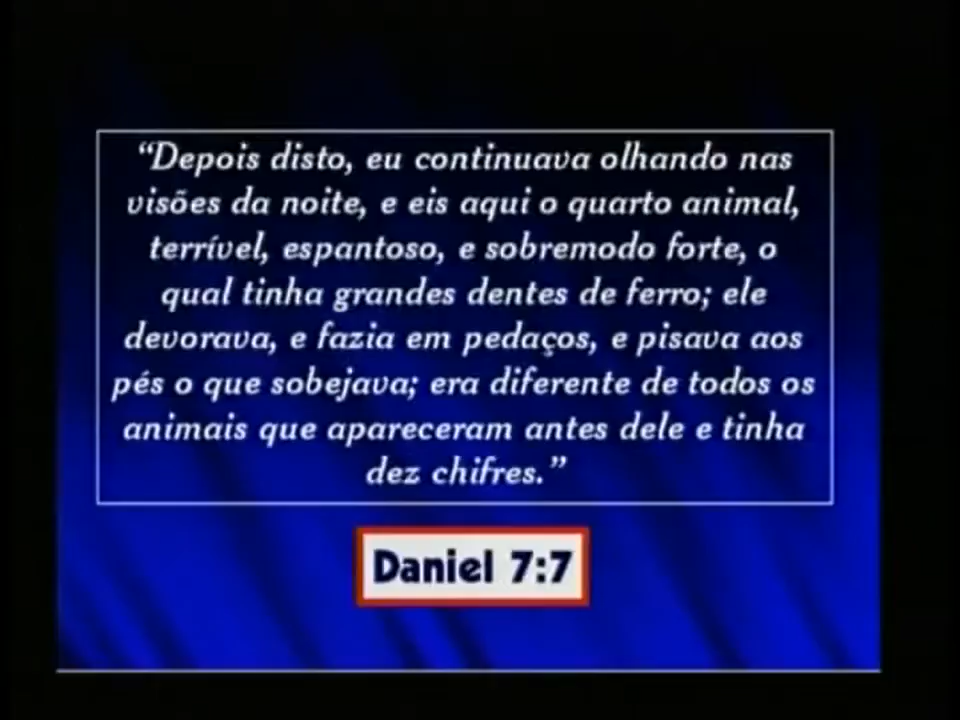 “Depois disto, eu continuava olhando nas
visões da noite, e eis aqui o quarto animal,
terrível, espantoso, e sobremodo forte, o
qual tinha grandes dentes de ferro; ele
devorava, e fazia em pedaços, e pisava aos
pés o que sobejava; era diferente de todos os
animais que apareceram antes dele e tinha
dez chifres.”
Daniel 7:7